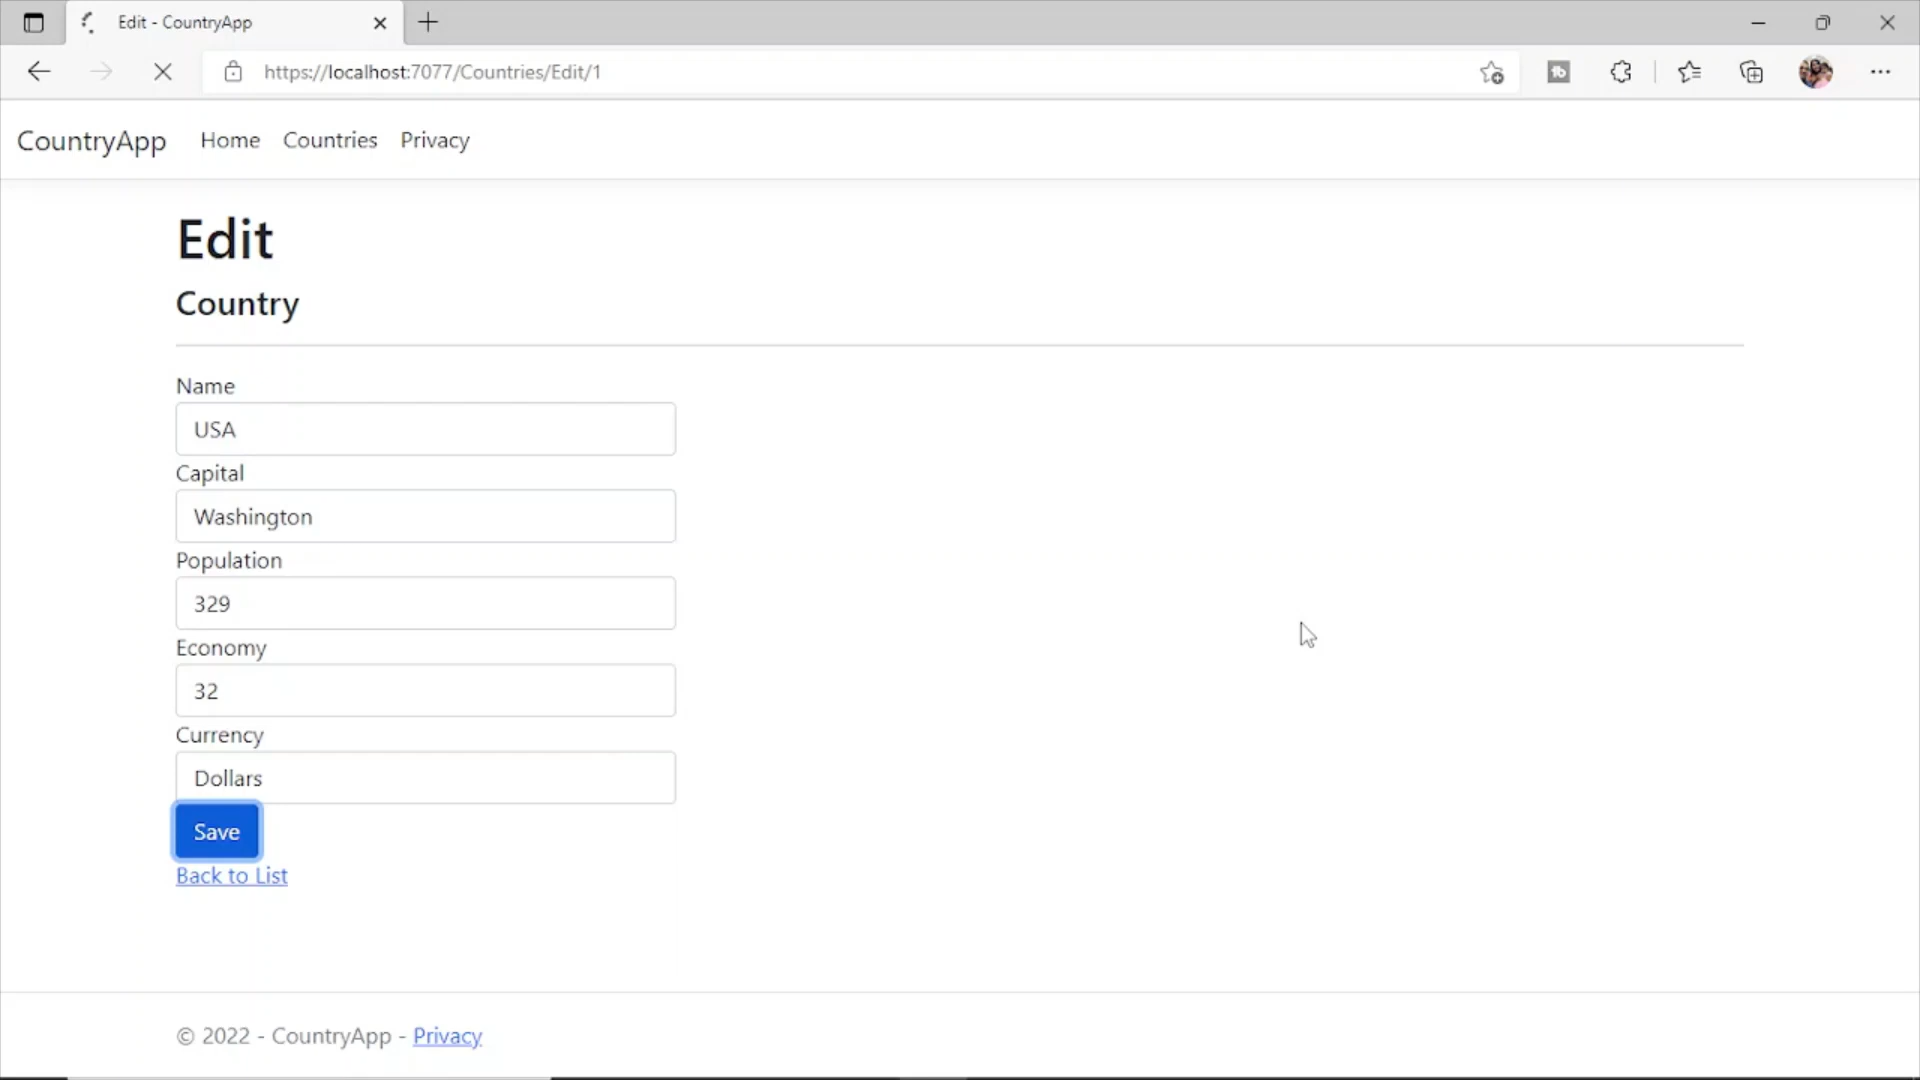 Edit - CountryApp
https://localhost:7077/Countries/Edit/1
CountryApp Home Countries Privacy
Edit
Country
Name
USA
Capital
Washington
Population
329
Economy
32
Currency
Dollars
Save
Back to List
© 2022 - CountryApp - Privacy